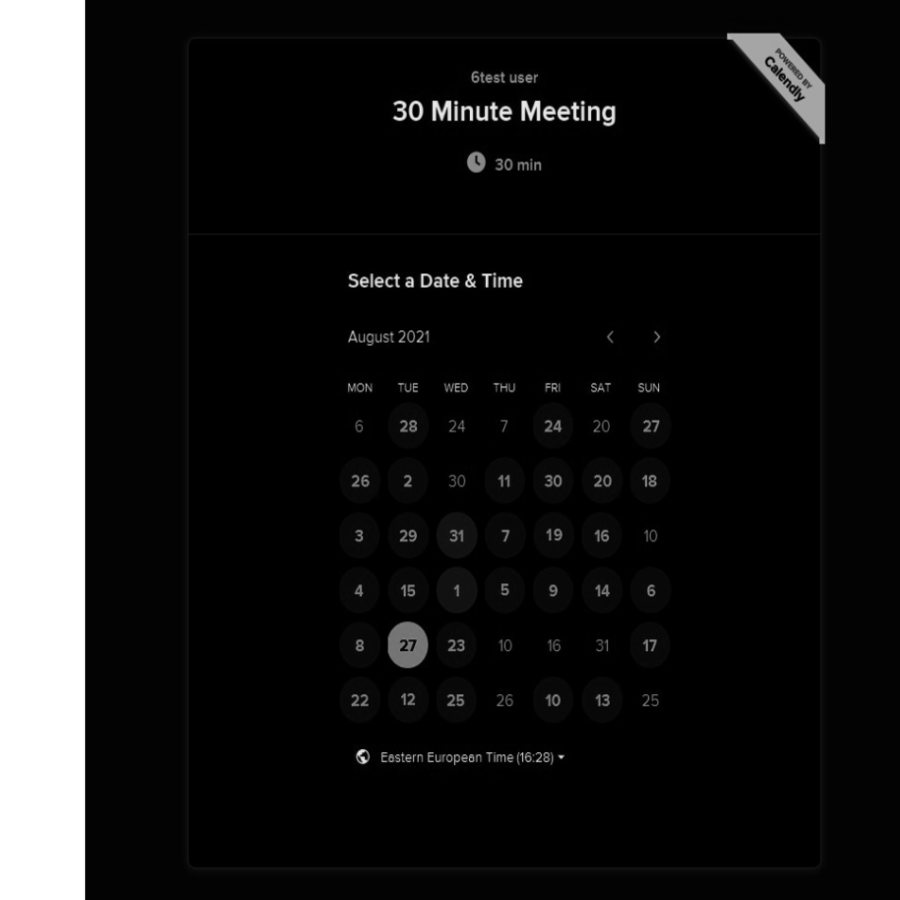 POWERED BY
Calendly
6test user
30 Minute Meeting
30 min
Select a Date & Time
August 2021
MON TUE WED THU FRI SAT SUN
6 28 24 7 24 20 27
26 2 30 11 30 20 18
3 29 31 7 19 16 10
4 15 1 5 9 14 6
8 27 23 10 16 31 17
22 12 25 26 10 13 25
Eastern European Time (16:28)